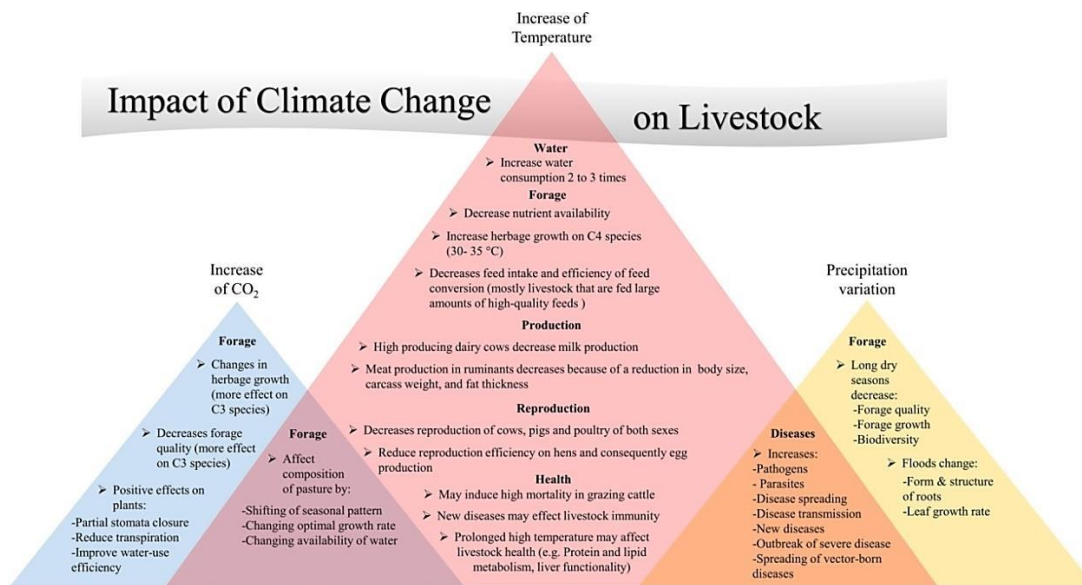 Increase of
Temperature
Impact of Climate Change
on Livestock
Water
➢ Increase water
consumption 2 to 3 times
Forage
➢ Decrease nutrient availability
➢ Increase herbage growth on C4 species
(30- 35 °C)
➢ Decreases feed intake and efficiency of feed
conversion (mostly livestock that are fed large
amounts of high-quality feeds )
Production
➢ High producing dairy cows decrease milk production
➢ Meat production in ruminants decreases because of a reduction in body size,
carcass weight, and fat thickness
Reproduction
➢ Decreases reproduction of cows, pigs and poultry of both sexes
➢ Reduce reproduction efficiency on hens and consequently egg
production
Health
➢ May induce high mortality in grazing cattle
➢ New diseases may effect livestock immunity
➢ Prolonged high temperature may affect
livestock health (e.g. Protein and lipid
metabolism, liver functionality)
Increase
of CO₂
Forage
➢ Changes in
herbage growth
(more effect on
C3 species)
➢ Decreases forage
quality (more effect
on C3 species)
➢ Positive effects on
plants:
-Partial stomata closure
-Reduce transpiration
-Improve water-use
efficiency
Forage
➢ Affect
composition
of pasture by:
-Shifting of seasonal pattern
-Changing optimal growth rate
-Changing availability of water
Precipitation
variation
Forage
➢ Long dry
seasons
decrease:
-Forage quality
-Forage growth
-Biodiversity
➢ Floods change:
-Form & structure
of roots
-Leaf growth rate
Diseases
➢ Increases:
-Pathogens
- Parasites
-Disease spreading
-Disease transmission
-New diseases
-Outbreak of severe disease
-Spreading of vector-born
diseases